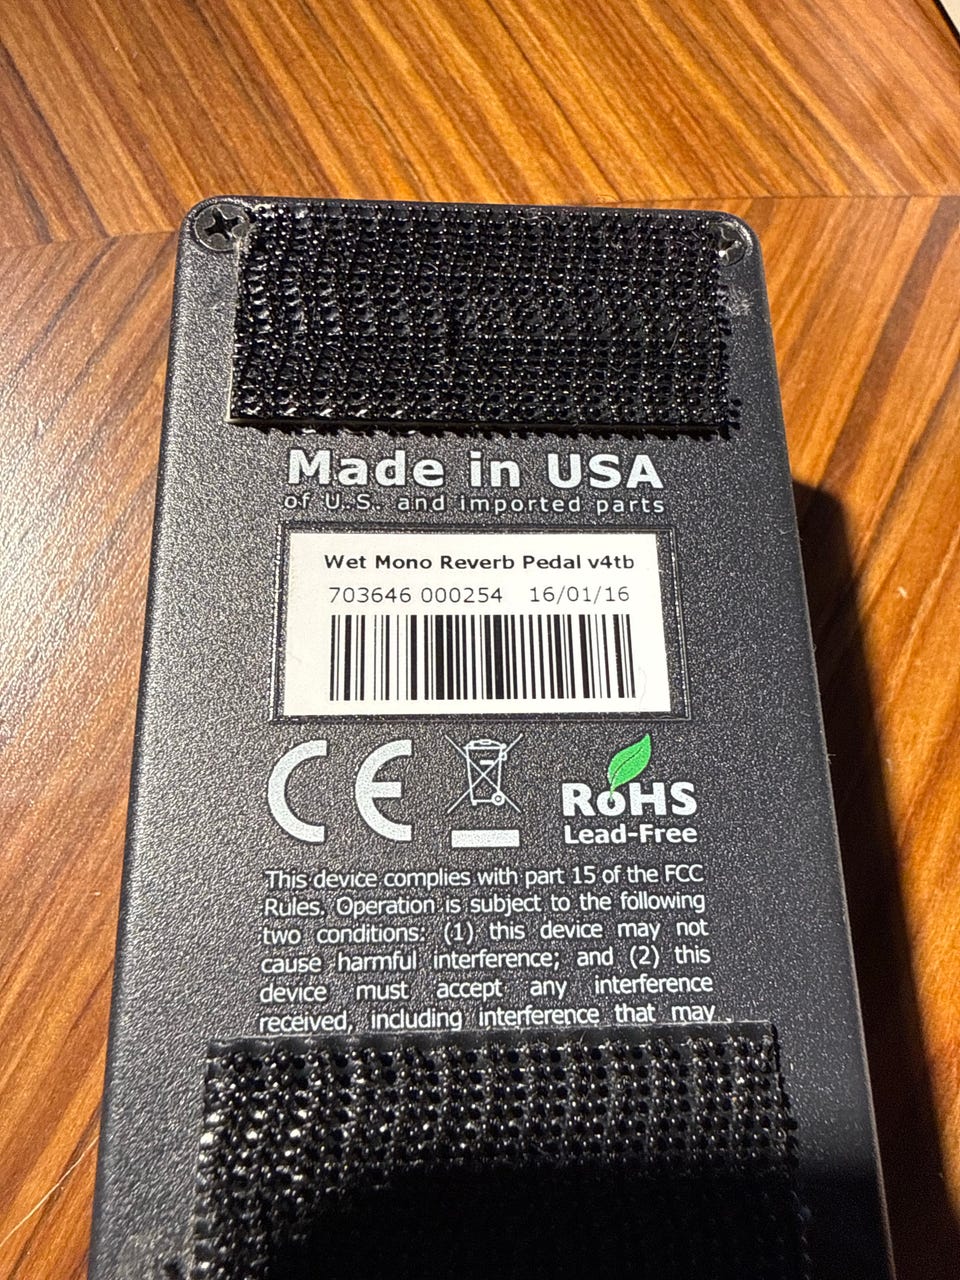 Made in USA
of U.S. and imported parts
Wet Mono Reverb Pedal v4tb
703646 000254 16/01/16
CE
RoHS
Lead-Free
This device complies with part 15 of the FCC
Rules. Operation is subject to the following
two conditions: (1) this device may not
cause harmful interference; and (2) this
device must accept any interference
received, including interference that may